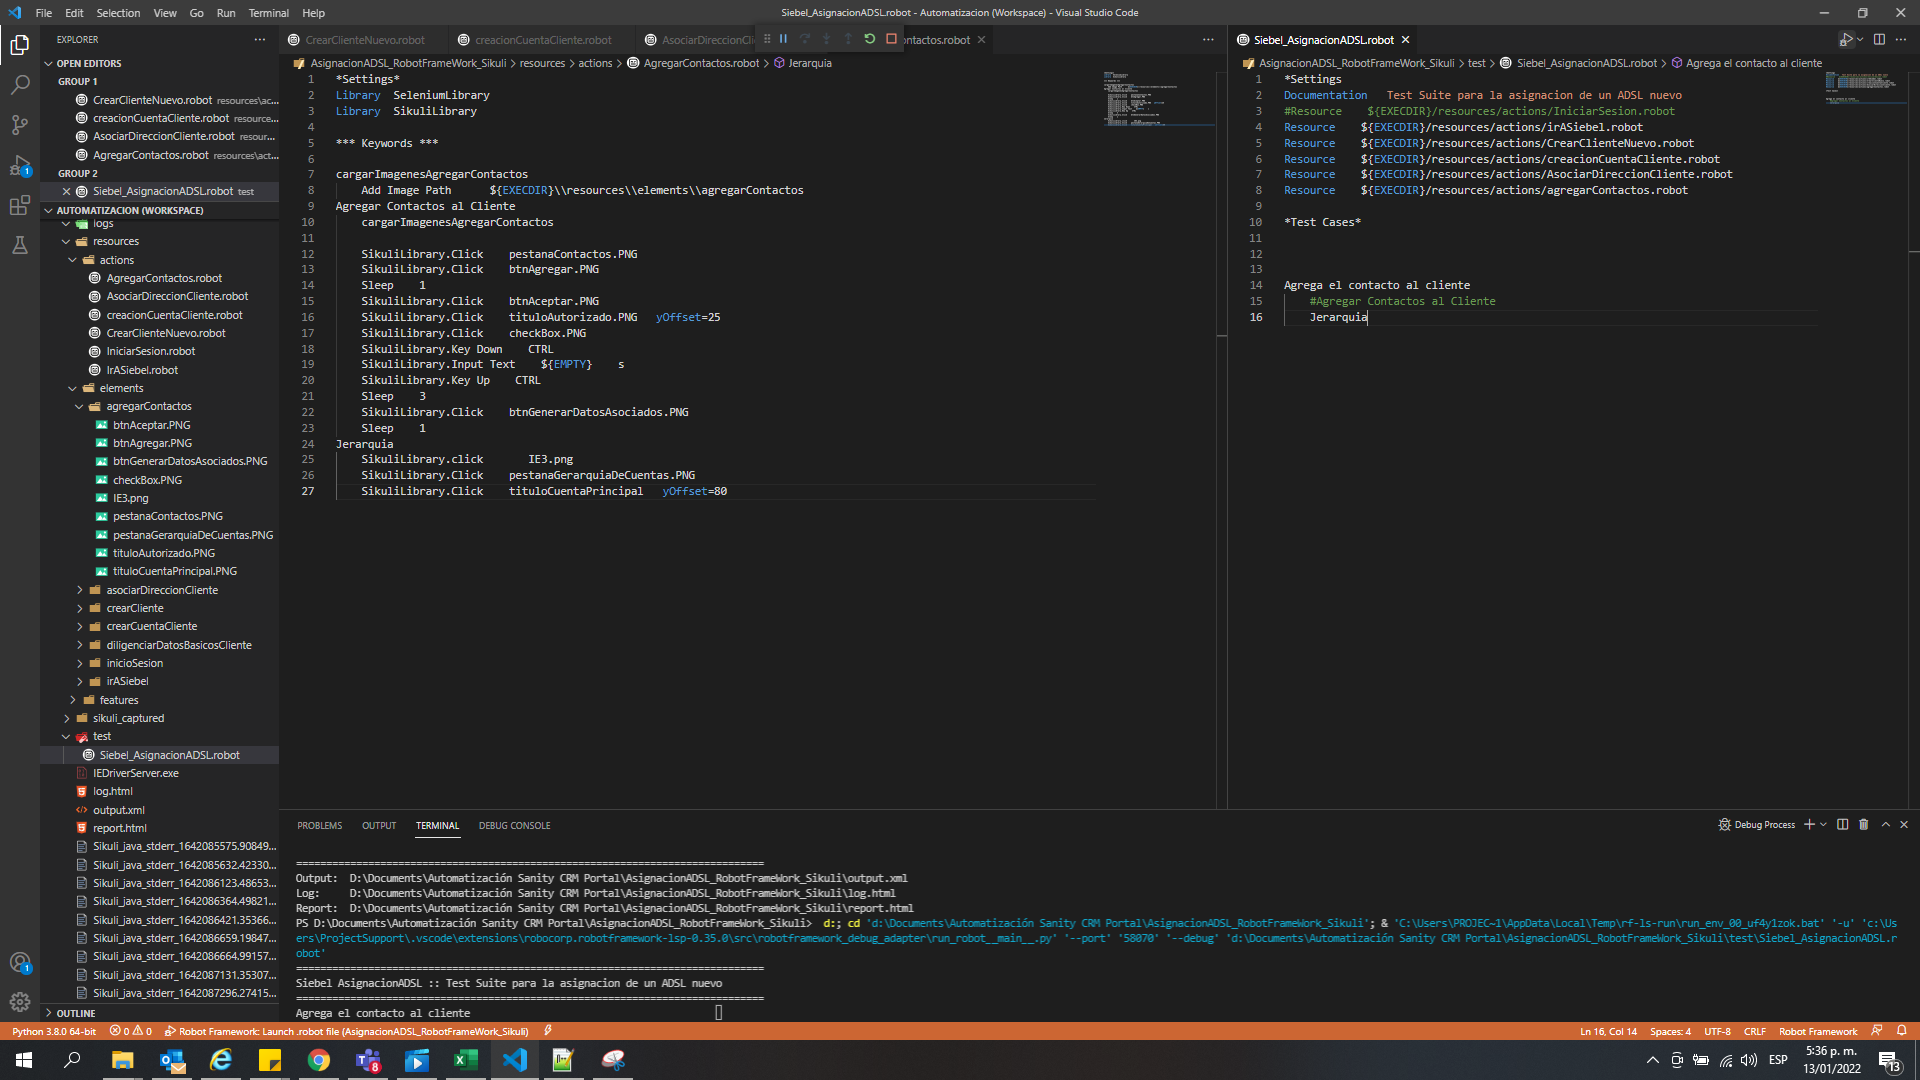 File Edit Selection View Go Run Terminal Help
Siebel_AsignacionADSL.robot - Automatizacion (Workspace) - Visual Studio Code
EXPLORER
OPEN EDITORS
GROUP 1
CrearClienteNuevo.robot resources\ac...
creacionCuentaCliente.robot resource...
AsociarDireccionCliente.robot resour...
AgregarContactos.robot resources\act...
GROUP 2
Siebel_AsignacionADSL.robot test
AUTOMATIZACION (WORKSPACE)
logs
resources
actions
AgregarContactos.robot
AsociarDireccionCliente.robot
creacionCuentaCliente.robot
CrearClienteNuevo.robot
IniciarSesion.robot
IrASiebel.robot
elements
agregarContactos
btnAceptar.PNG
btnAgregar.PNG
btnGenerarDatosAsociados.PNG
checkBox.PNG
IE3.png
pestanaContactos.PNG
pestanaGerarquiaDeCuentas.PNG
tituloAutorizado.PNG
tituloCuentaPrincipal.PNG
asociarDireccionCliente
crearCliente
crearCuentaCliente
diligenciarDatosBasicosCliente
inicioSesion
irASiebel
features
sikuli_captured
test
Siebel_AsignacionADSL.robot
IEDriverServer.exe
log.html
output.xml
report.html
Sikuli_java_stderr_1642085575.90849...
Sikuli_java_stderr_1642085632.42330...
Sikuli_java_stderr_1642086123.48653...
Sikuli_java_stderr_1642086364.49821...
Sikuli_java_stderr_1642086421.35366...
Sikuli_java_stderr_1642086659.19847...
Sikuli_java_stderr_1642086664.99157...
Sikuli_java_stderr_1642087131.35307...
Sikuli_java_stderr_1642087296.27415...
OUTLINE
CrearClienteNuevo.robot creacionCuentaCliente.robot AsociarDireccionCli ontactos.robot
AsignacionADSL_RobotFrameWork_Sikuli > resources > actions > AgregarContactos.robot > Jerarquia
1 *Settings*
2 Library SeleniumLibrary
3 Library SikuliLibrary
4
5 *** Keywords ***
6
7 cargarImagenesAgregarContactos
8 Add Image Path ${EXECDIR}\\resources\\elements\\agregarContactos
9 Agregar Contactos al Cliente
10 cargarImagenesAgregarContactos
11
12 SikuliLibrary.Click pestanaContactos.PNG
13 SikuliLibrary.Click btnAgregar.PNG
14 Sleep 1
15 SikuliLibrary.Click btnAceptar.PNG
16 SikuliLibrary.Click tituloAutorizado.PNG yOffset=25
17 SikuliLibrary.Click checkBox.PNG
18 SikuliLibrary.Key Down CTRL
19 SikuliLibrary.Input Text ${EMPTY} s
20 SikuliLibrary.Key Up CTRL
21 Sleep 3
22 SikuliLibrary.Click btnGenerarDatosAsociados.PNG
23 Sleep 1
24 Jerarquia
25 SikuliLibrary.click IE3.png
26 SikuliLibrary.Click pestanaGerarquiaDeCuentas.PNG
27 SikuliLibrary.Click tituloCuentaPrincipal yOffset=80
Siebel_AsignacionADSL.robot
AsignacionADSL_RobotFrameWork_Sikuli > test > Siebel_AsignacionADSL.robot > Agrega el contacto al cliente
1 *Settings
2 Documentation Test Suite para la asignacion de un ADSL nuevo
3 #Resource ${EXECDIR}/resources/actions/IniciarSesion.robot
4 Resource ${EXECDIR}/resources/actions/irASiebel.robot
5 Resource ${EXECDIR}/resources/actions/CrearClienteNuevo.robot
6 Resource ${EXECDIR}/resources/actions/creacionCuentaCliente.robot
7 Resource ${EXECDIR}/resources/actions/AsociarDireccionCliente.robot
8 Resource ${EXECDIR}/resources/actions/agregarContactos.robot
9
10 *Test Cases*
11
12
13
14 Agrega el contacto al cliente
15 #Agregar Contactos al Cliente
16 Jerarquia
PROBLEMS OUTPUT TERMINAL DEBUG CONSOLE
Debug Process
==============================================================================
Output: D:\Documents\Automatización Sanity CRM Portal\AsignacionADSL_RobotFrameWork_Sikuli\output.xml
Log: D:\Documents\Automatización Sanity CRM Portal\AsignacionADSL_RobotFrameWork_Sikuli\log.html
Report: D:\Documents\Automatización Sanity CRM Portal\AsignacionADSL_RobotFrameWork_Sikuli\report.html
PS D:\Documents\Automatización Sanity CRM Portal\AsignacionADSL_RobotFrameWork_Sikuli> d:; cd 'd:\Documents\Automatización Sanity CRM Portal\AsignacionADSL_RobotFrameWork_Sikuli'; & 'C:\Users\PROJEC~1\AppData\Local\Temp\rf-ls-run\run_env_00_uf4y1zok.bat' '-u' 'c:\Us
ers\ProjectSupport\.vscode\extensions\robocorp.robotframework-lsp-0.35.0\src\robotframework_debug_adapter\run_robot__main__.py' '--port' '58070' '--debug' 'd:\Documents\Automatización Sanity CRM Portal\AsignacionADSL_RobotFrameWork_Sikuli\test\Siebel_AsignacionADSL.r
obot'
==============================================================================
Siebel AsignacionADSL :: Test Suite para la asignacion de un ADSL nuevo
==============================================================================
Agrega el contacto al cliente
Python 3.8.0 64-bit 0 0 Robot Framework: Launch .robot file (AsignacionADSL_RobotFrameWork_Sikuli)
Ln 16, Col 14 Spaces: 4 UTF-8 CRLF Robot Framework
ESP
5:36 p. m.
13/01/2022
13